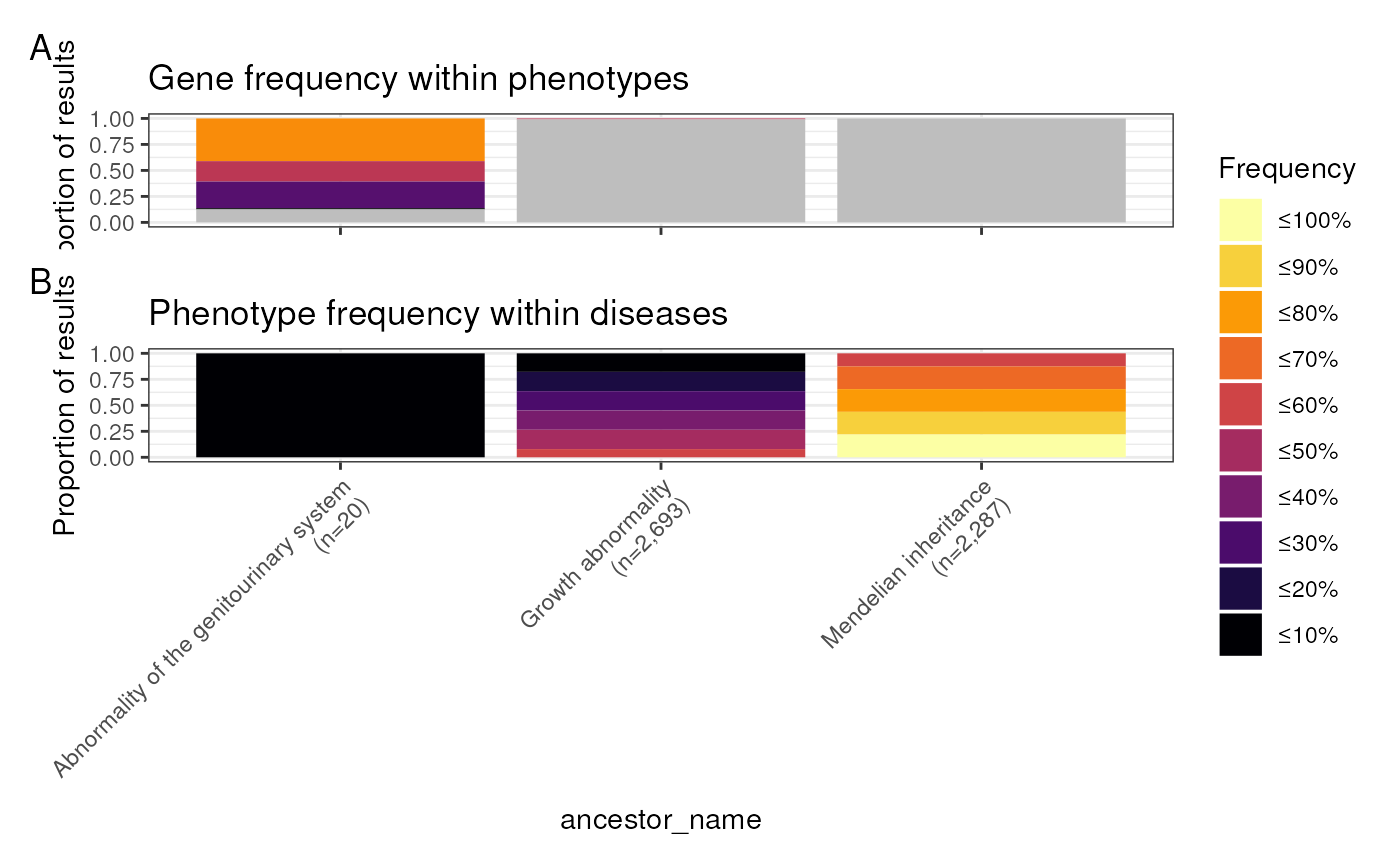 A
Gene frequency within phenotypes
portion of results
1.00
0.75
0.50
0.25
0.00
B
Phenotype frequency within diseases
Proportion of results
1.00
0.75
0.50
0.25
0.00
Abnormality of the genitourinary system
(n=20)
Growth abnormality
(n=2,693)
Mendelian inheritance
(n=2,287)
ancestor_name
Frequency
≤100%
≤90%
≤80%
≤70%
≤60%
≤50%
≤40%
≤30%
≤20%
≤10%